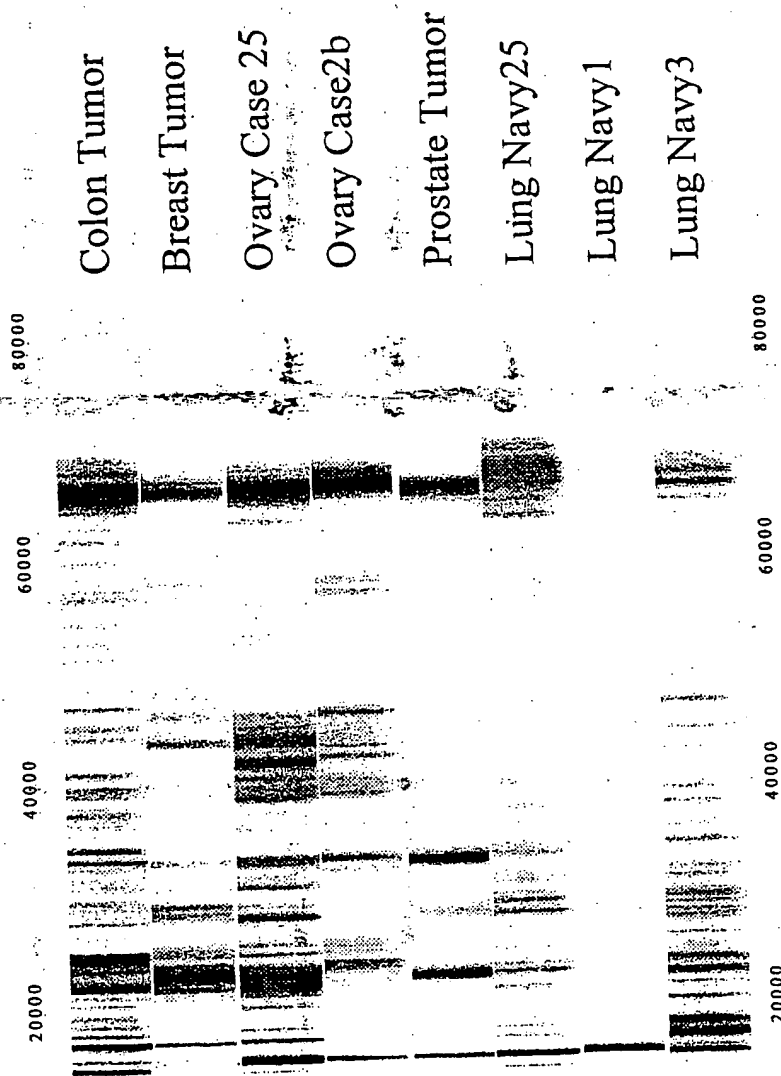 Colon Tumor
Breast Tumor
Ovary Case 25
Ovary Case2b
Prostate Tumor
Lung Navy25
Lung Navy1
Lung Navy3
80000
60000
40000
20000
80000
60000
40000
20000